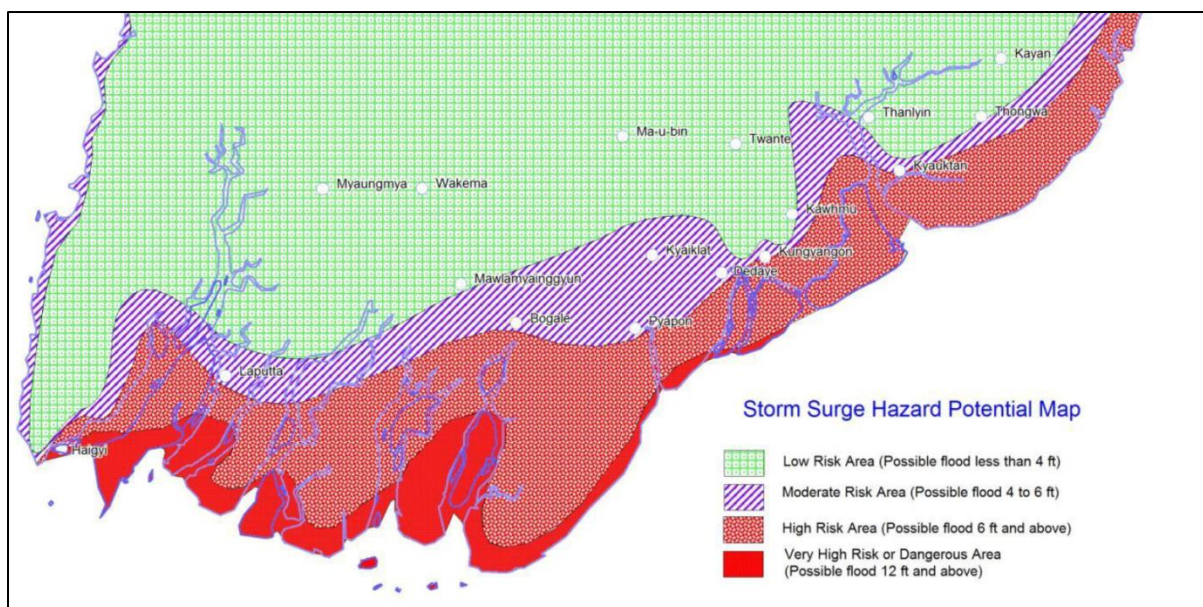 Kayan
Thanlyin
Thongwa
Ma-u-bin
Twante
Kyauktan
Myaungmya
Wakema
Kawhmu
Kyaiklat
Kungyangon
Dedaye
Mawlamyainggyun
Bogale
Pyapon
Laputta
Haigyi
Storm Surge Hazard Potential Map
Low Risk Area (Possible flood less than 4 ft)
Moderate Risk Area (Possible flood 4 to 6 ft)
High Risk Area (Possible flood 6 ft and above)
Very High Risk or Dangerous Area
(Possible flood 12 ft and above)